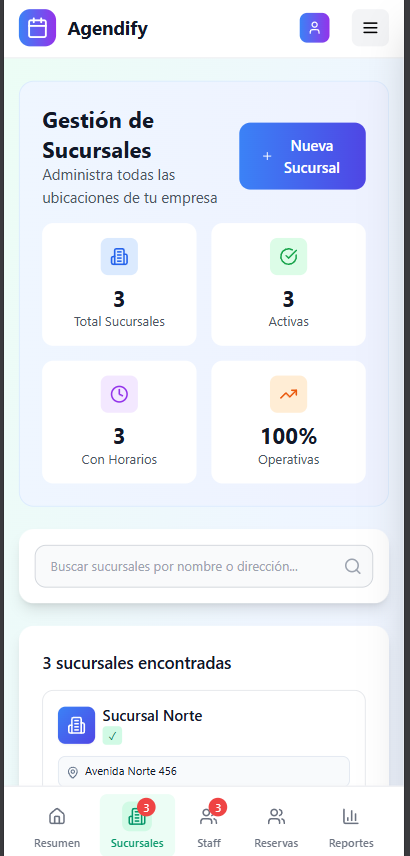 Agendify
Gestión de
Sucursales
Administra todas las
ubicaciones de tu empresa
+ Nueva
Sucursal
3
Total Sucursales
3
Activas
3
Con Horarios
100%
Operativas
Buscar sucursales por nombre o dirección...
3 sucursales encontradas
Sucursal Norte
✓
Avenida Norte 456
3
3
Resumen
Sucursales
Staff
Reservas
Reportes